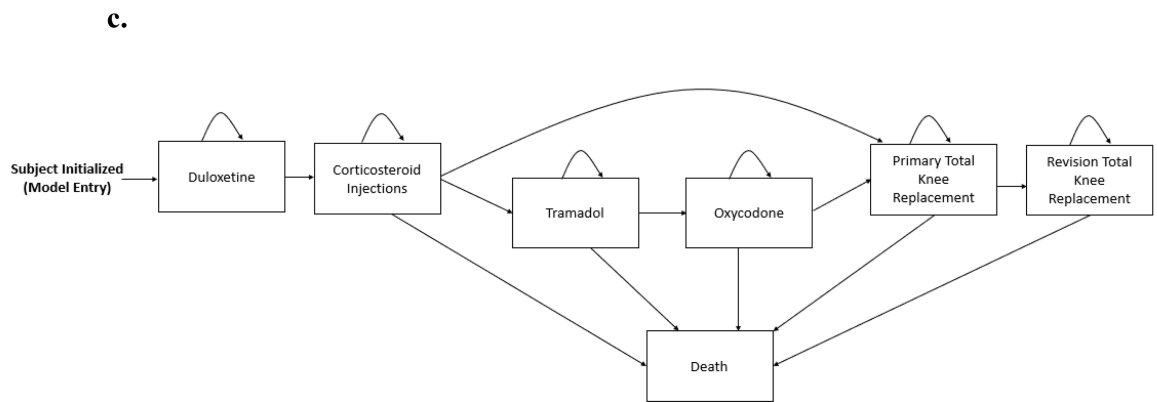 c.
Subject Initialized
(Model Entry)
Duloxetine
Corticosteroid
Injections
Tramadol
Oxycodone
Primary Total
Knee
Replacement
Revision Total
Knee
Replacement
Death